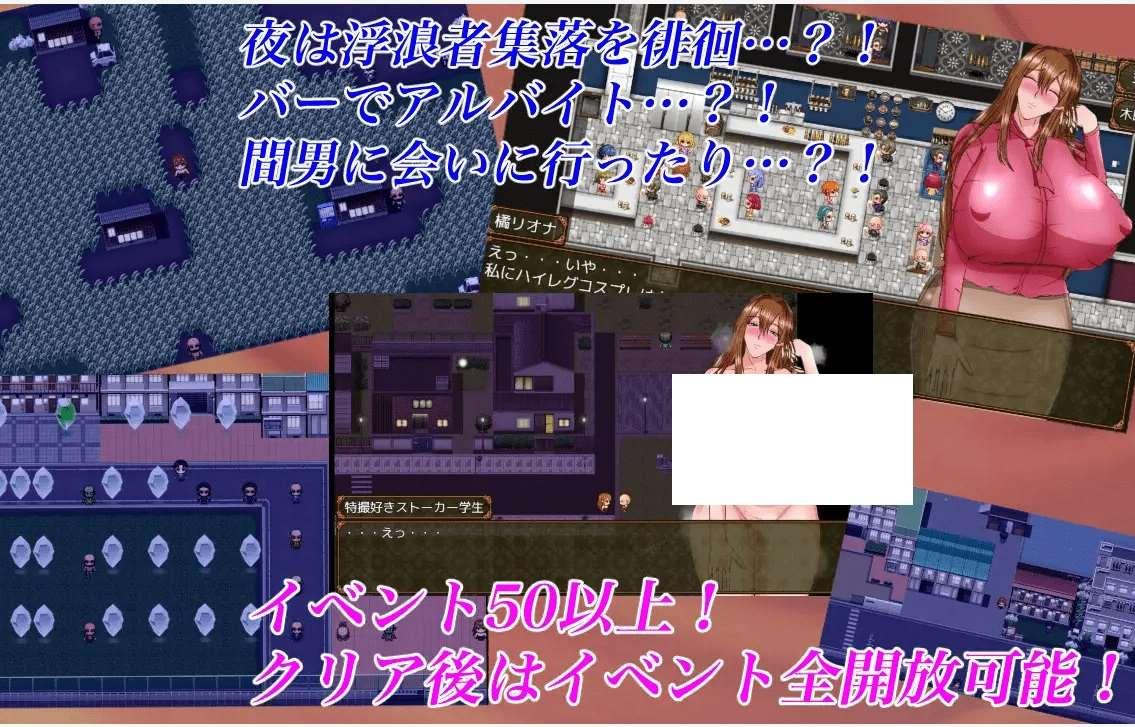 夜は浮浪者集落を徘徊…？！
バーでアルバイト…？！
間男に会いに行ったり…？！
橘リオナ
えっ・・・いや・・・
私にハイレグコスプレは・
特撮好きストーカー学生
・・・えっ・・・
イベント50以上！
クリア後はイベント全開放可能！